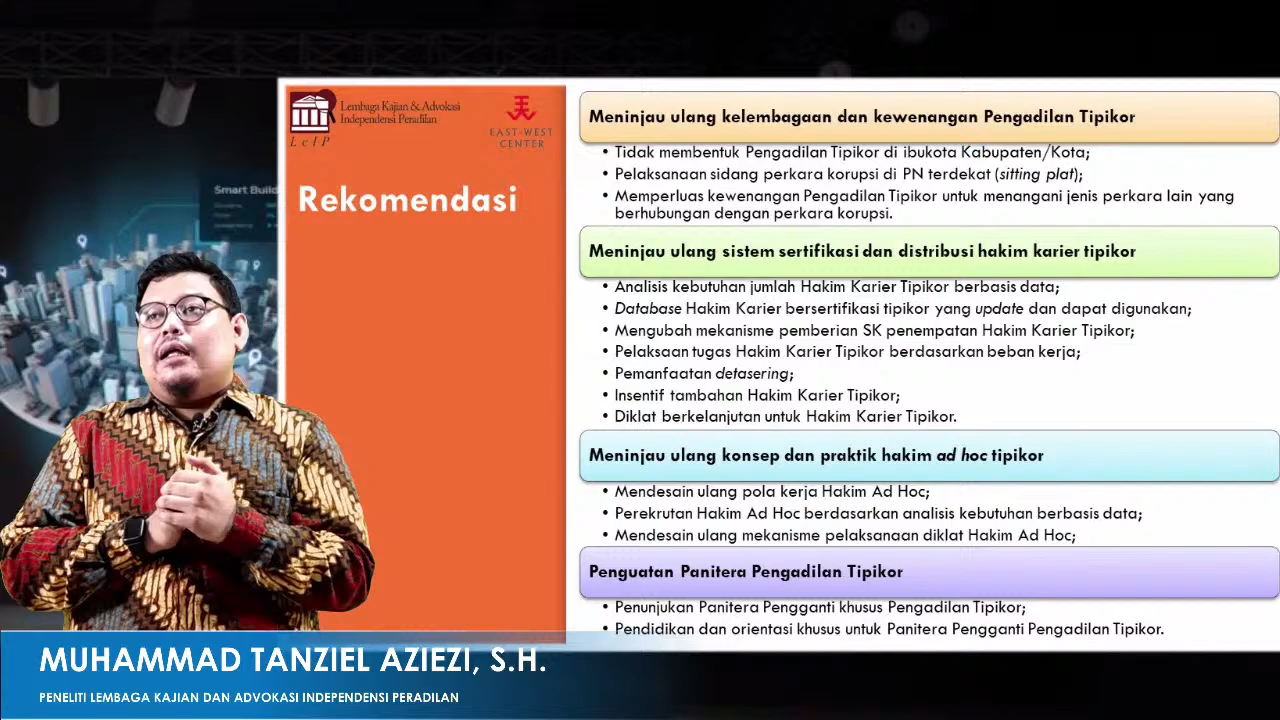 Lembaga Kajian & Advokasi
Independensi Peradilan
LeIP
EAST-WEST
CENTER
Smart Build
Rekomendasi
Meninjau ulang kelembagaan dan kewenangan Pengadilan Tipikor
• Tidak membentuk Pengadilan Tipikor di ibukota Kabupaten/Kota;
• Pelaksanaan sidang perkara korupsi di PN terdekat (sitting plat);
• Memperluas kewenangan Pengadilan Tipikor untuk menangani jenis perkara lain yang
berhubungan dengan perkara korupsi.
Meninjau ulang sistem sertifikasi dan distribusi hakim karier tipikor
• Analisis kebutuhan jumlah Hakim Karier Tipikor berbasis data;
• Database Hakim Karier bersertifikasi tipikor yang update dan dapat digunakan;
• Mengubah mekanisme pemberian SK penempatan Hakim Karier Tipikor;
• Pelaksaan tugas Hakim Karier Tipikor berdasarkan beban kerja;
• Pemanfaatan detasering;
• Insentif tambahan Hakim Karier Tipikor;
• Diklat berkelanjutan untuk Hakim Karier Tipikor.
Meninjau ulang konsep dan praktik hakim ad hoc tipikor
• Mendesain ulang pola kerja Hakim Ad Hoc;
• Perekrutan Hakim Ad Hoc berdasarkan analisis kebutuhan berbasis data;
• Mendesain ulang mekanisme pelaksanaan diklat Hakim Ad Hoc;
Penguatan Panitera Pengadilan Tipikor
• Penunjukan Panitera Pengganti khusus Pengadilan Tipikor;
• Pendidikan dan orientasi khusus untuk Panitera Pengganti Pengadilan Tipikor.
MUHAMMAD TANZIEL AZIEZI, S.H.
PENELITI LEMBAGA KAJIAN DAN ADVOKASI INDEPENDENSI PERADILAN